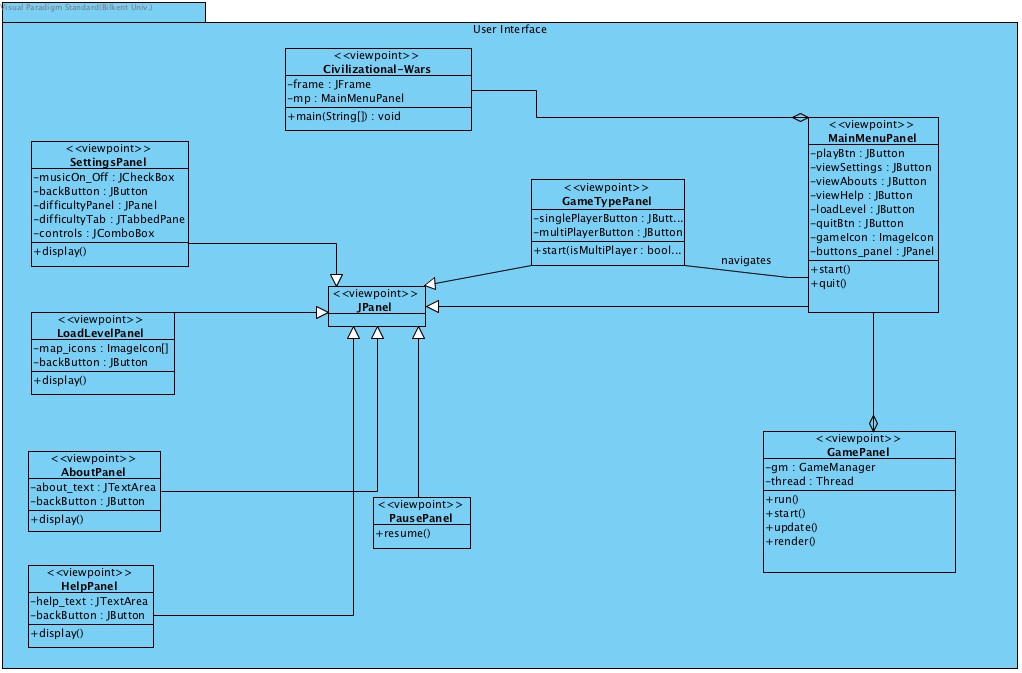 Visual Paradigm Standard(Bilkent Univ.)
User Interface
<<viewpoint>>
Civilizational-Wars
-frame : JFrame
-mp : MainMenuPanel
+main(String[]) : void
<<viewpoint>>
MainMenuPanel
-playBtn : JButton
-viewSettings : JButton
-viewAbouts : JButton
-viewHelp : JButton
-loadLevel : JButton
-quitBtn : JButton
-gameIcon : ImageIcon
-buttons_panel : JPanel
+start()
+quit()
<<viewpoint>>
SettingsPanel
-musicOn_Off : JCheckBox
-backButton : JButton
-difficultyPanel : JPanel
-difficultyTab : JTabbedPane
-controls : JComboBox
+display()
<<viewpoint>>
GameTypePanel
-singlePlayerButton : JButt...
-multiPlayerButton : JButton
+start(isMultiPlayer : bool...
navigates
<<viewpoint>>
JPanel
<<viewpoint>>
LoadLevelPanel
-map_icons : ImageIcon[]
-backButton : JButton
+display()
<<viewpoint>>
GamePanel
-gm : GameManager
-thread : Thread
+run()
+start()
+update()
+render()
<<viewpoint>>
AboutPanel
-about_text : JTextArea
-backButton : JButton
+display()
<<viewpoint>>
PausePanel
+resume()
<<viewpoint>>
HelpPanel
-help_text : JTextArea
-backButton : JButton
+display()